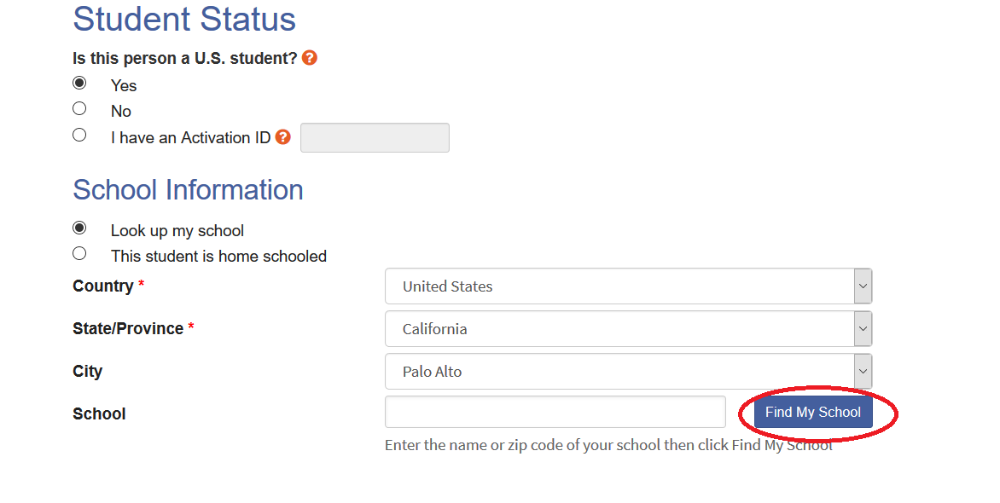 Student Status
Is this person a U.S. student? ?
Yes
No
I have an Activation ID ?
School Information
Look up my school
This student is home schooled
Country * United States
State/Province * California
City Palo Alto
School Find My School
Enter the name or zip code of your school then click Find My School